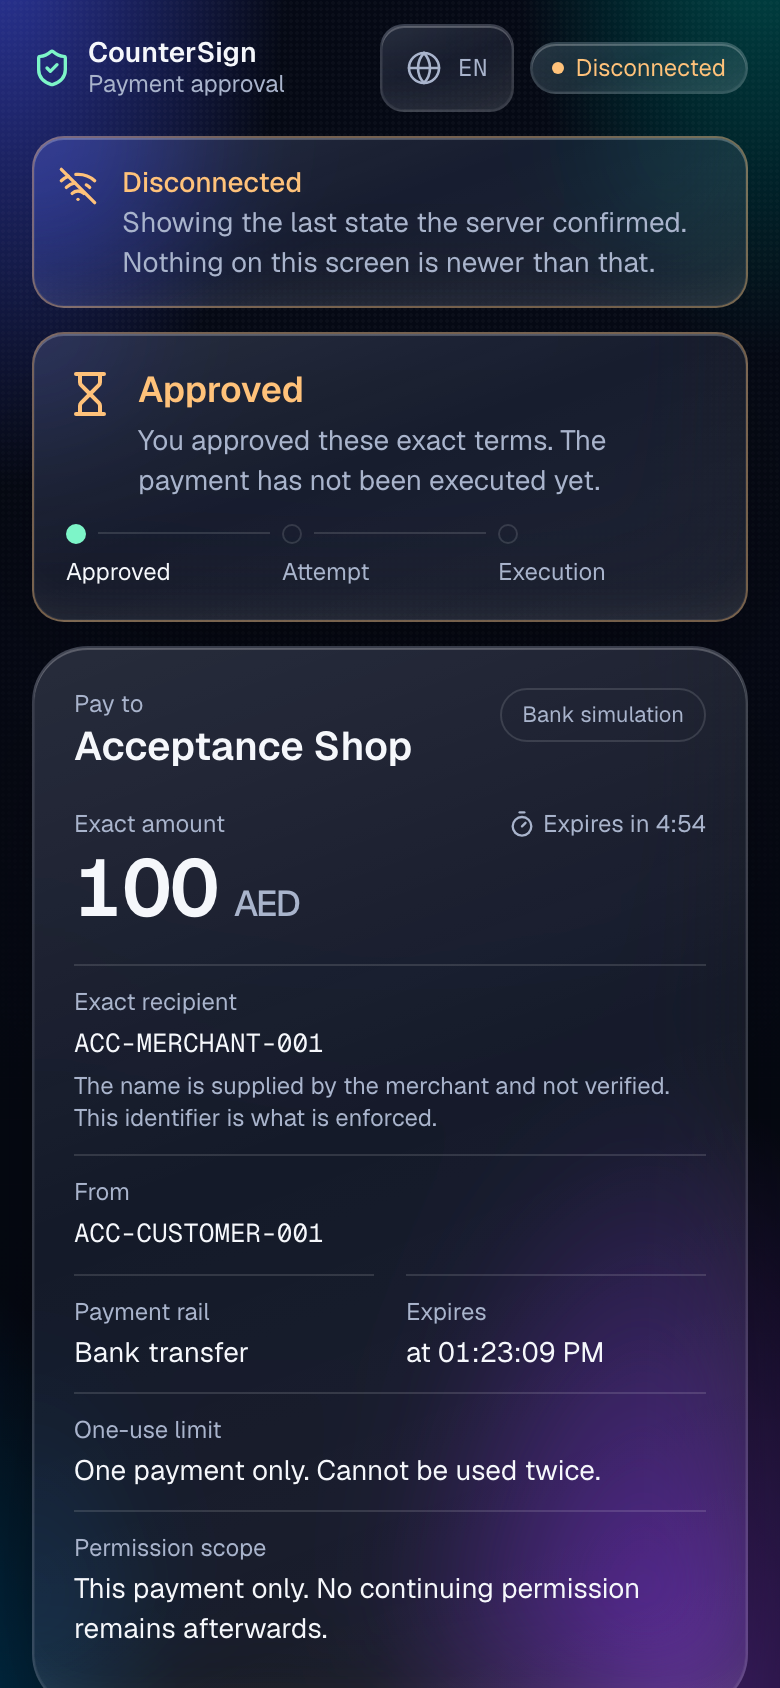 CounterSign
Payment approval
EN
Disconnected
Disconnected
Showing the last state the server confirmed.
Nothing on this screen is newer than that.
Approved
You approved these exact terms. The
payment has not been executed yet.
Approved
Attempt
Execution
Pay to
Acceptance Shop
Bank simulation
Exact amount
Expires in 4:54
100 AED
Exact recipient
ACC-MERCHANT-001
The name is supplied by the merchant and not verified.
This identifier is what is enforced.
From
ACC-CUSTOMER-001
Payment rail
Bank transfer
Expires
at 01:23:09 PM
One-use limit
One payment only. Cannot be used twice.
Permission scope
This payment only. No continuing permission
remains afterwards.